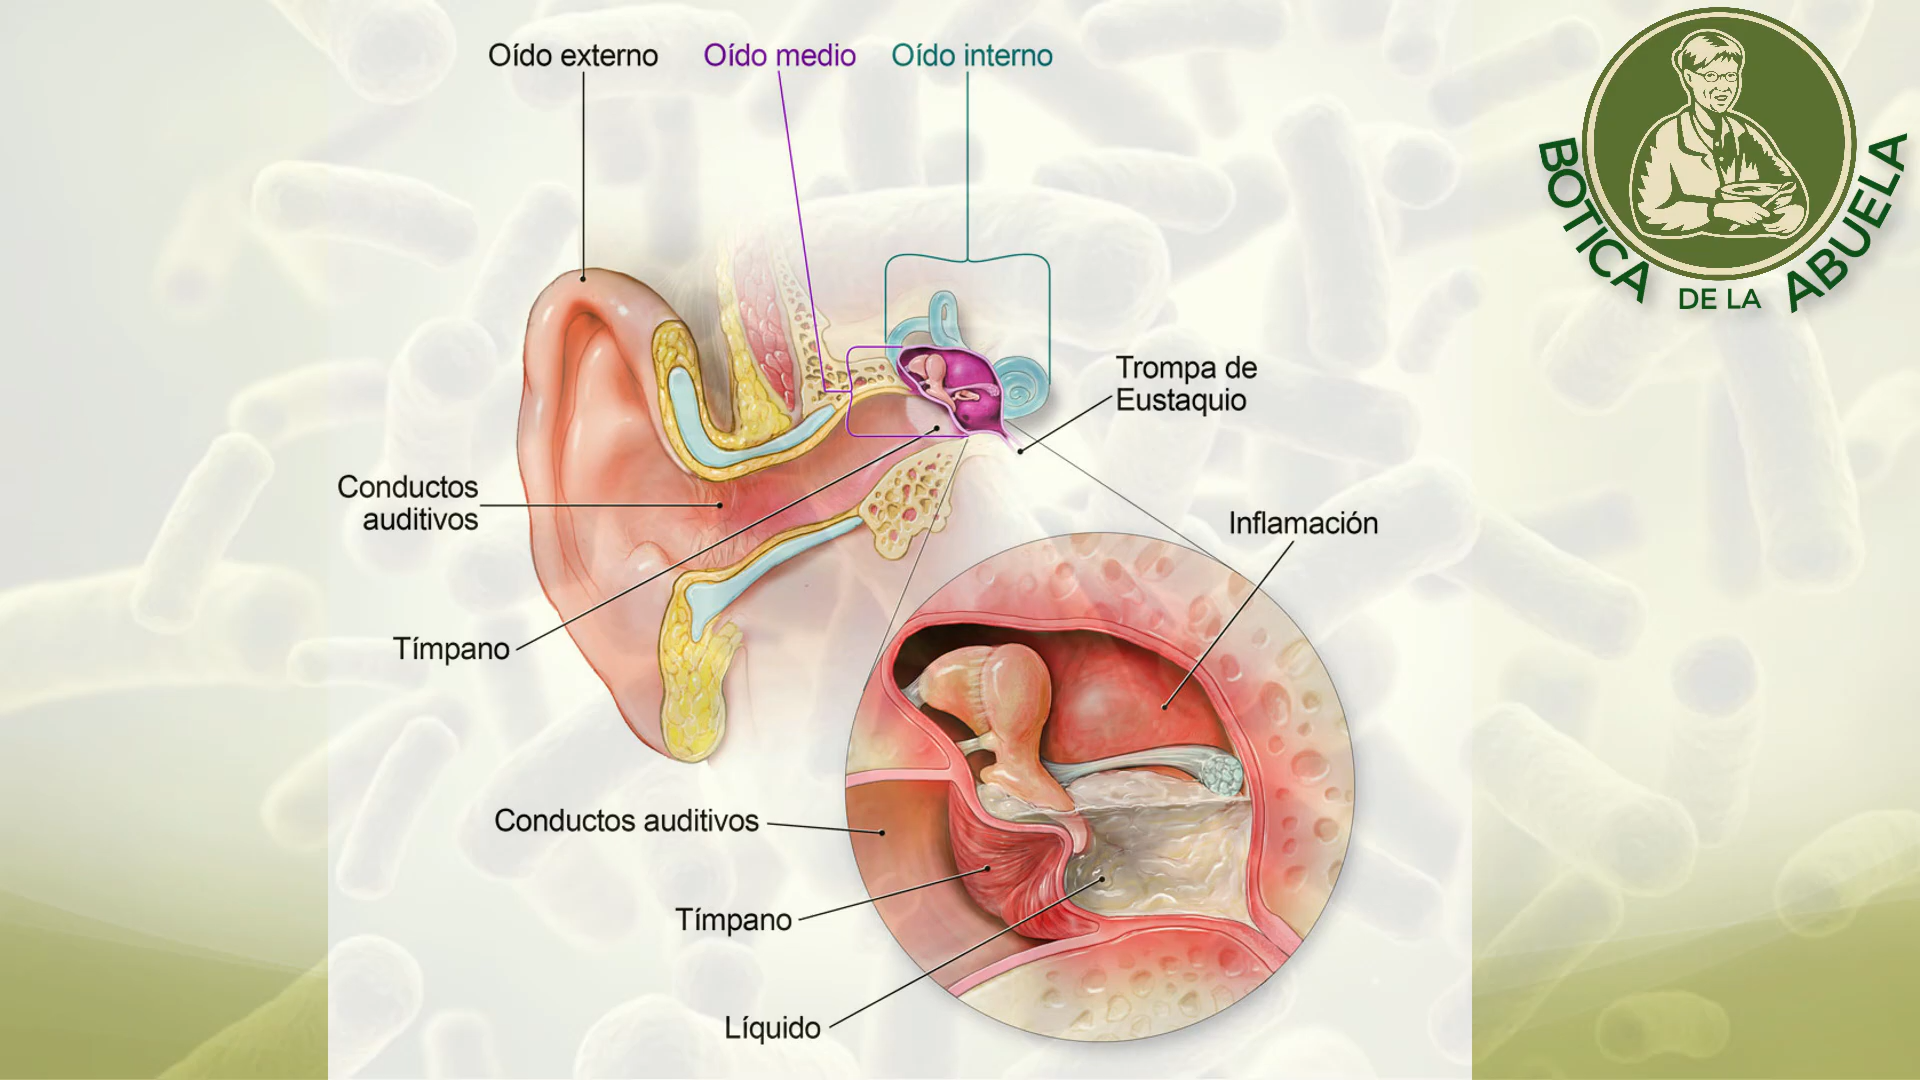 Oído externo
Oído medio
Oído interno
BOTICA
DE LA
ABUELA
Trompa de
Eustaquio
Conductos
auditivos
Inflamación
Tímpano
Conductos auditivos
Tímpano
Líquido